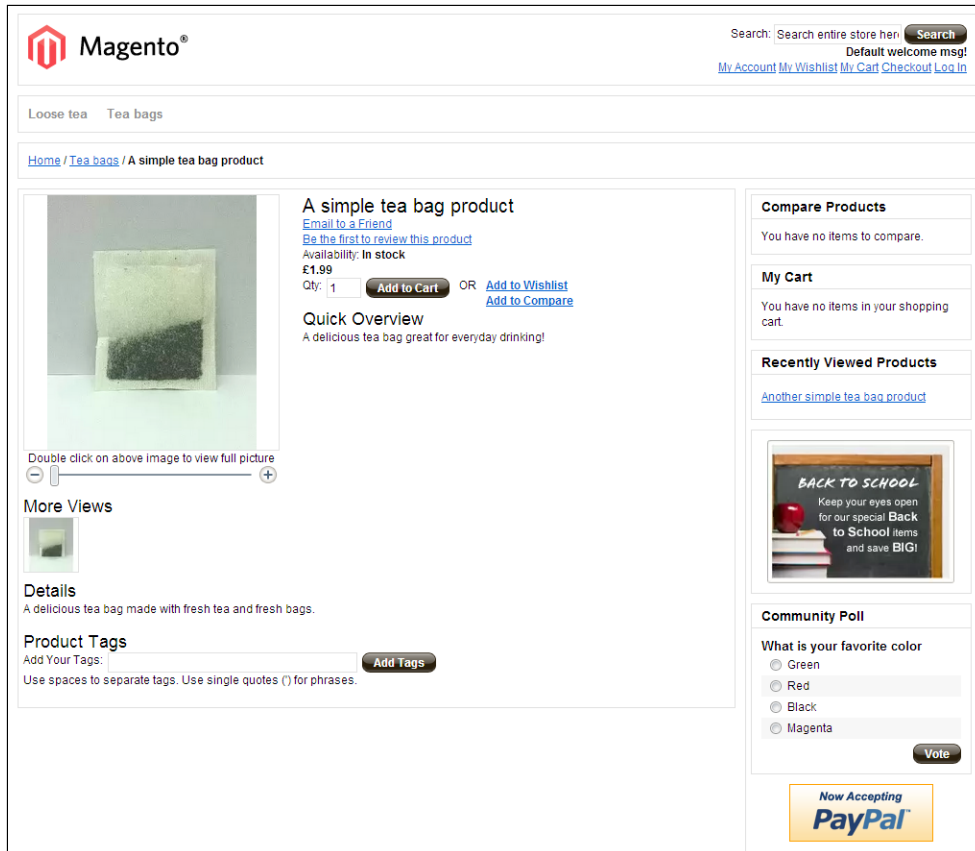 Magento®
Search: Search entire store here Search
Default welcome msg!
My Account My Wishlist My Cart Checkout Log In
Loose tea Tea bags
Home / Tea bags / A simple tea bag product
A simple tea bag product
Email to a Friend
Be the first to review this product
Availability: In stock
£1.99
Qty: 1 Add to Cart OR Add to Wishlist
Add to Compare
Quick Overview
A delicious tea bag great for everyday drinking!
Double click on above image to view full picture
More Views
Details
A delicious tea bag made with fresh tea and fresh bags.
Product Tags
Add Your Tags: Add Tags
Use spaces to separate tags. Use single quotes (') for phrases.
Compare Products
You have no items to compare.
My Cart
You have no items in your shopping
cart.
Recently Viewed Products
Another simple tea bag product
BACK TO SCHOOL
Keep your eyes open
for our special Back
to School items
and save BIG!
Community Poll
What is your favorite color
Green
Red
Black
Magenta
Vote
Now Accepting
PayPal™